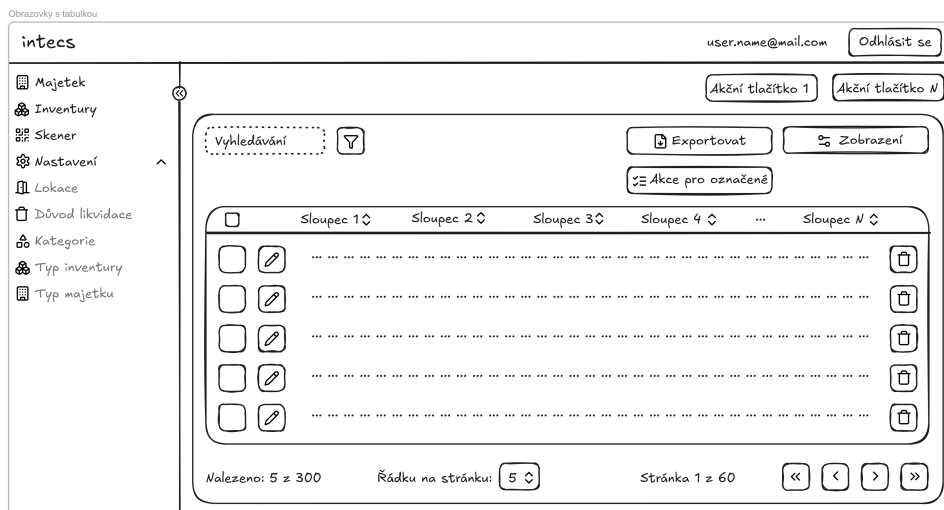 Obrazovky s tabulkou
intecs
user.name@mail.com
Odhlásit se
Majetek
Inventury
Skener
Nastavení
Lokace
Důvod likvidace
Kategorie
Typ inventury
Typ majetku
Akční tlačítko 1
Akční tlačítko N
Vyhledávání
Exportovat
Zobrazení
Akce pro označené
Sloupec 1 Sloupec 2 Sloupec 3 Sloupec 4 ... Sloupec N
Nalezeno: 5 z 300
Řádku na stránku: 5
Stránka 1 z 60